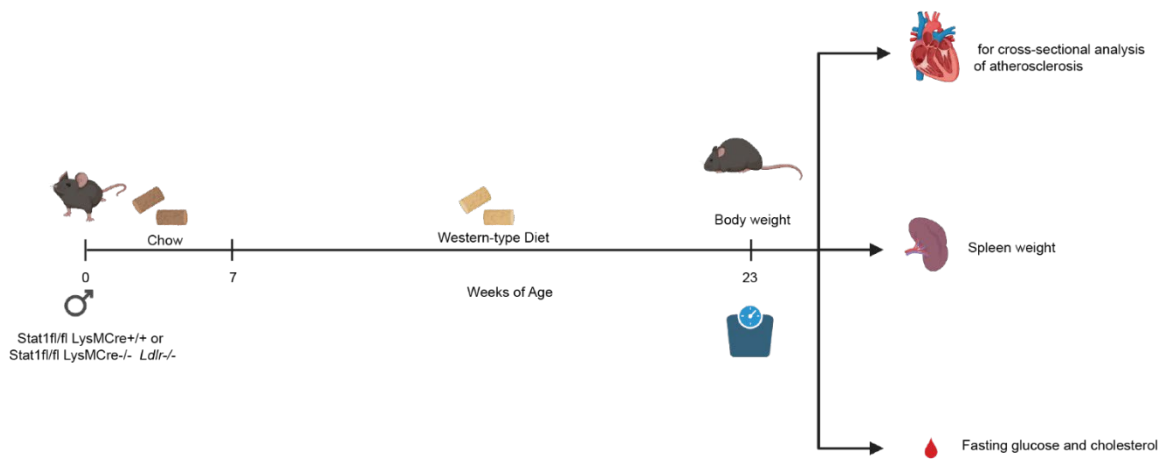 for cross-sectional analysis
of atherosclerosis
Body weight
Chow
Western-type Diet
Spleen weight
0
7
23
Weeks of Age
Stat1fl/fl LysMCre+/+ or
Stat1fl/fl LysMCre-/- Ldlr-/-
Fasting glucose and cholesterol